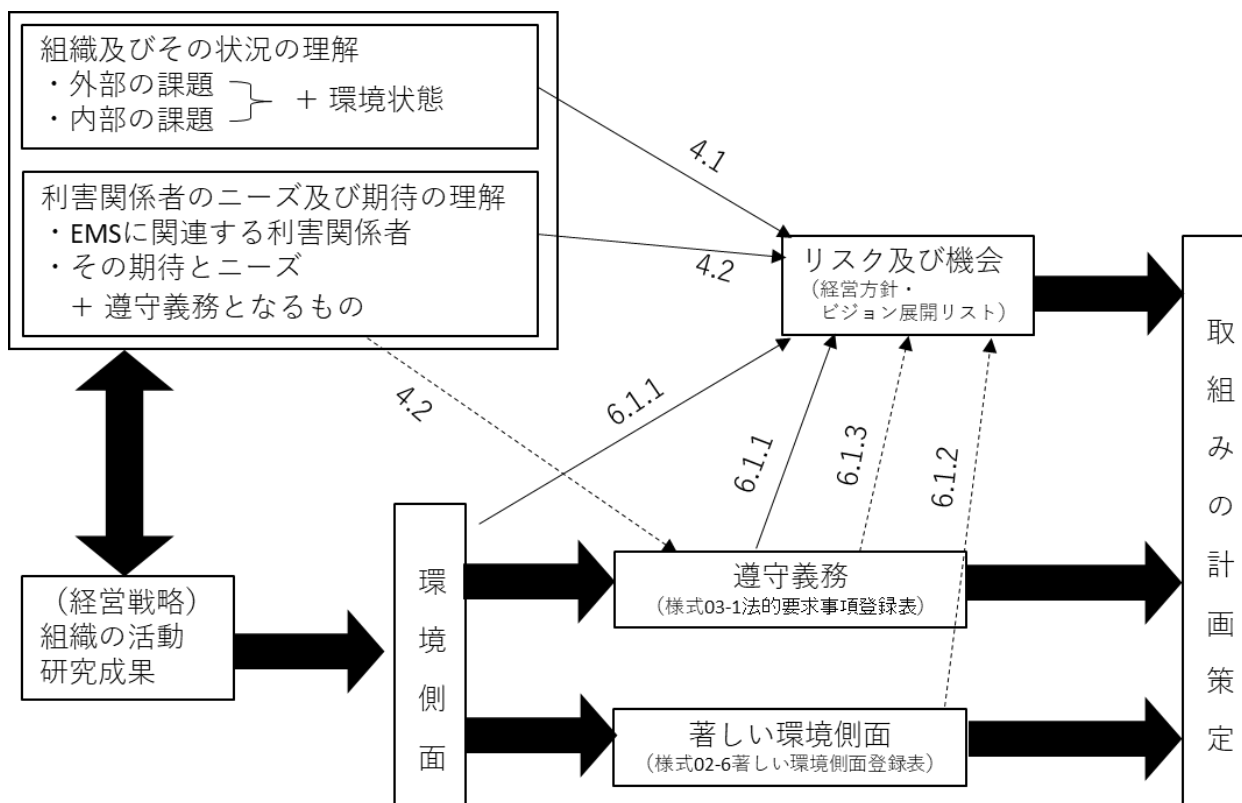 組織及びその状況の理解
・外部の課題
・内部の課題
＋ 環境状態
利害関係者のニーズ及び期待の理解
・EMSに関連する利害関係者
・その期待とニーズ
＋ 遵守義務となるもの
4.1
4.2
4.2
リスク及び機会
（経営方針・
ビジョン展開リスト）
6.1.1
6.1.1
6.1.3
6.1.2
（経営戦略）
組織の活動
研究成果
環境側面
遵守義務
（様式03-1法的要求事項登録表）
著しい環境側面
（様式02-6著しい環境側面登録表）
取組みの計画策定